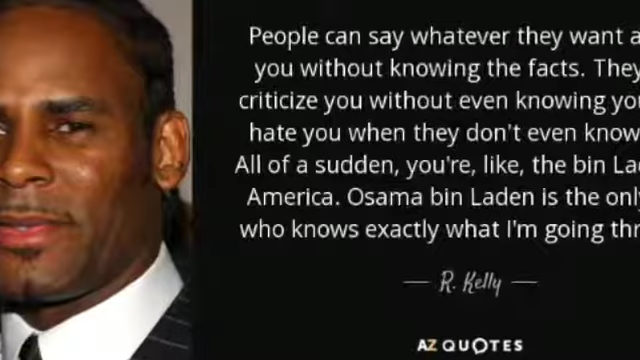 People can say whatever they want a
you without knowing the facts. They
criticize you without even knowing yo
hate you when they don't even know
All of a sudden, you're, like, the bin La
America. Osama bin Laden is the only
who knows exactly what I'm going thr
— R. Kelly —
AZ QUOTES